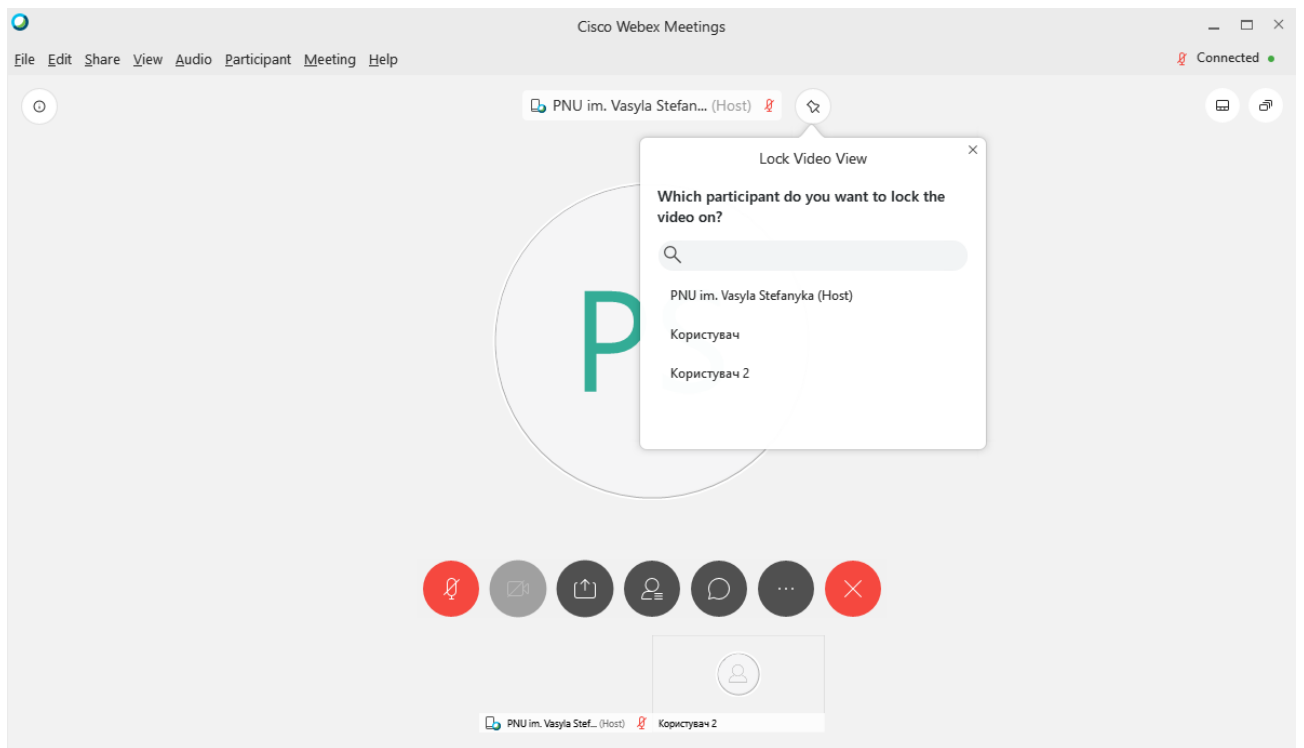 Cisco Webex Meetings
File Edit Share View Audio Participant Meeting Help
Connected
PNU im. Vasyla Stefan... (Host)
Lock Video View
Which participant do you want to lock the
video on?
PNU im. Vasyla Stefanyka (Host)
Користувач
Користувач 2
P
PNU im. Vasyla Stef... (Host)
Користувач 2